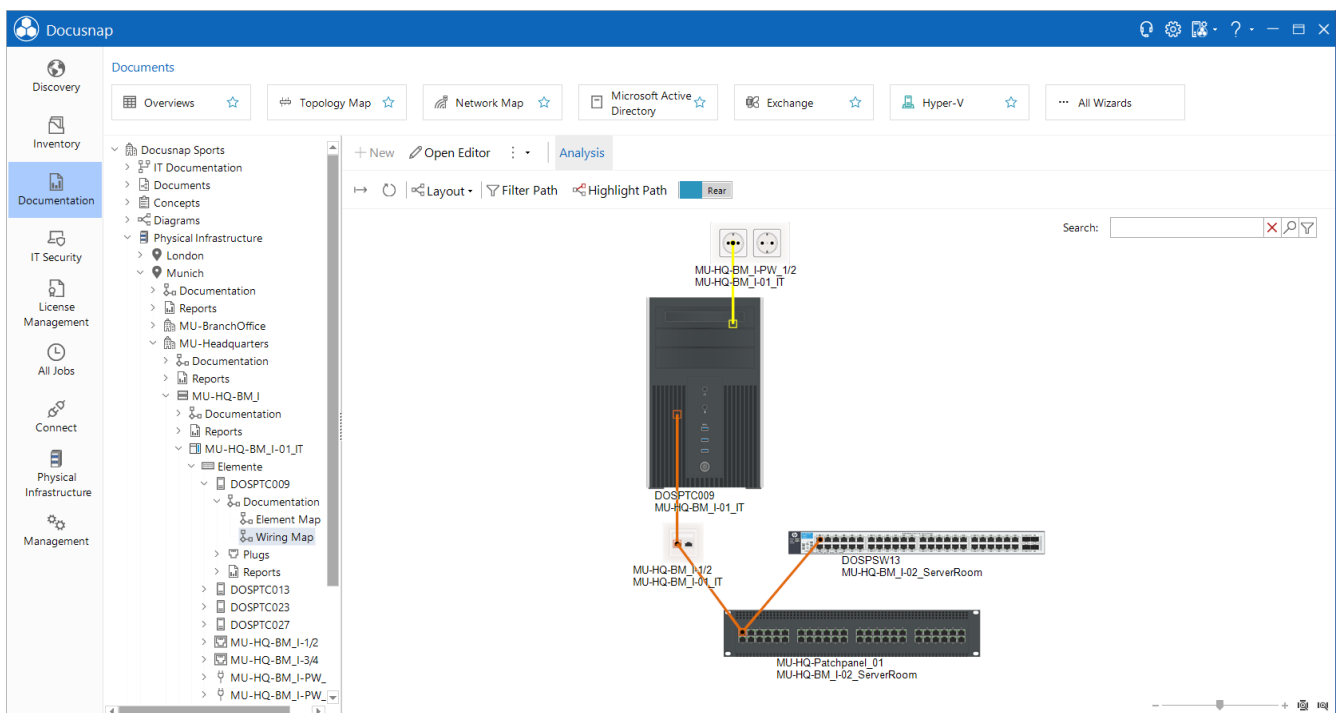 Docusnap
Discovery
Inventory
Documentation
IT Security
License
Management
All Jobs
Connect
Physical
Infrastructure
Management
Documents
Overviews
Topology Map
Network Map
Microsoft Active
Directory
Exchange
Hyper-V
All Wizards
Docusnap Sports
IT Documentation
Documents
Concepts
Diagrams
Physical Infrastructure
London
Munich
Documentation
Reports
MU-BranchOffice
MU-Headquarters
Documentation
Reports
MU-HQ-BM_I
Documentation
Reports
MU-HQ-BM_I-01_IT
Elemente
DOSPTC009
Documentation
Element Map
Wiring Map
Plugs
Reports
DOSPTC013
DOSPTC023
DOSPTC027
MU-HQ-BM_I-1/2
MU-HQ-BM_I-3/4
MU-HQ-BM_I-PW_
MU-HQ-BM_I-PW_
New Open Editor Analysis
Layout Filter Path Highlight Path Rear
Search:
MU-HQ-BM_I-PW_1/2
MU-HQ-BM_I-01_IT
DOSPTC009
MU-HQ-BM_I-01_IT
MU-HQ-BM_I-1/2
MU-HQ-BM_I-01_IT
DOSPSW13
MU-HQ-BM_I-02_ServerRoom
MU-HQ-Patchpanel_01
MU-HQ-BM_I-02_ServerRoom